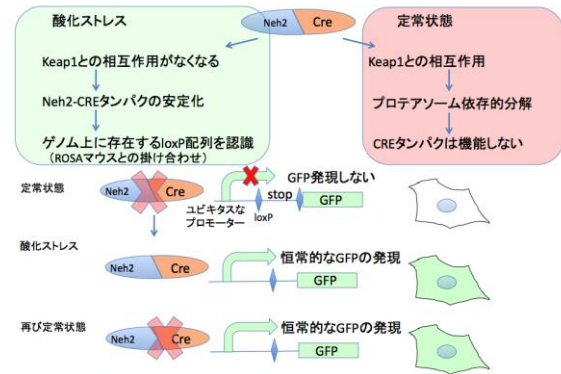 酸化ストレス
Neh2 Cre
定常状態
Keap1との相互作用がなくなる
Keap1との相互作用
Neh2-CREタンパクの安定化
プロテアソーム依存的分解
ゲノム上に存在するloxP配列を認識
(ROSAマウスとの掛け合わせ)
CREタンパクは機能しない
定常状態
Neh2 Cre
GFP発現しない
stop
GFP
ユビキタスな
プロモーター
loxP
酸化ストレス
Neh2 Cre
恒常的なGFPの発現
GFP
再び定常状態
Neh2 Cre
恒常的なGFPの発現
GFP